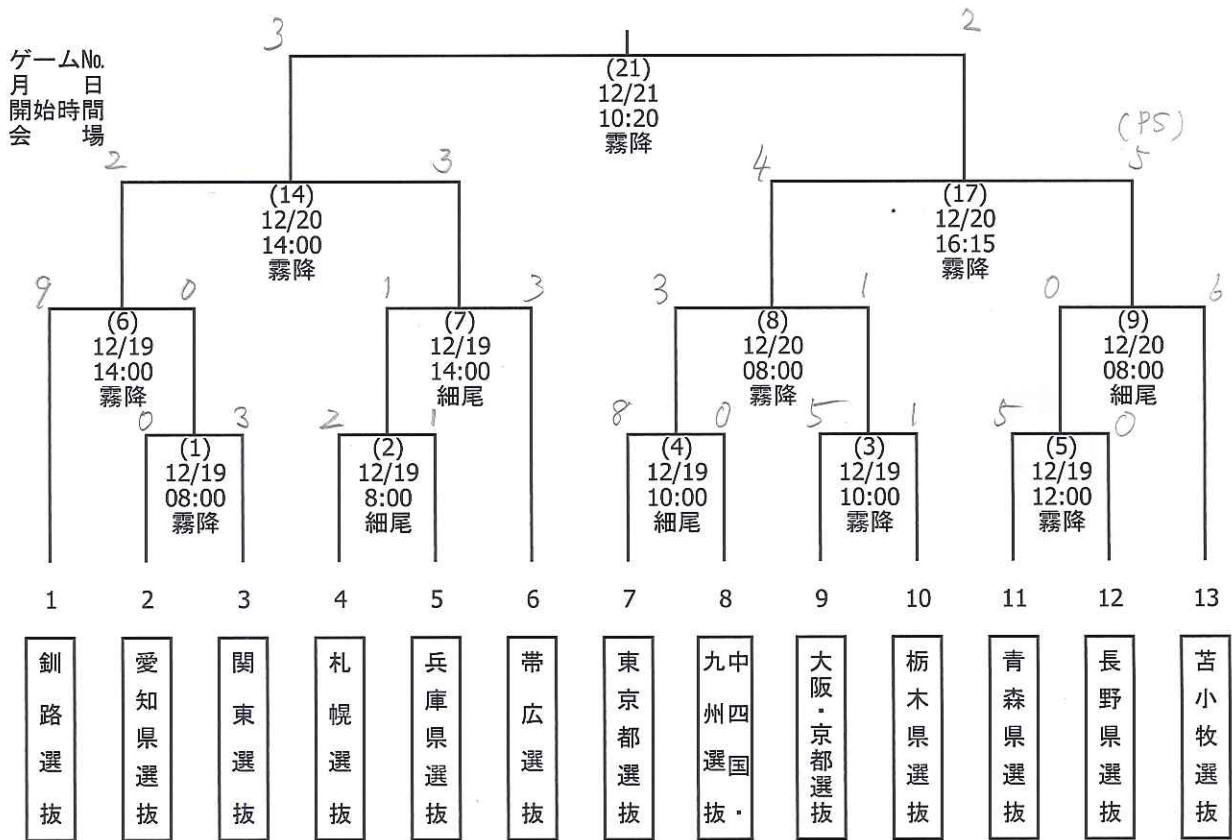 3
2
ゲームNo.
月 日
開始時間
会 場
(21)
12/21
10:20
霧降
(PS)
2
3
4
5
(14)
12/20
14:00
霧降
(17)
12/20
16:15
霧降
9
0
1
3
3
1
0
6
(6)
12/19
14:00
霧降
(7)
12/19
14:00
細尾
(8)
12/20
08:00
霧降
(9)
12/20
08:00
細尾
0
3
2
1
8
0
5
1
5
0
(1)
12/19
08:00
霧降
(2)
12/19
8:00
細尾
(4)
12/19
10:00
細尾
(3)
12/19
10:00
霧降
(5)
12/19
12:00
霧降
1 2 3 4 5 6 7 8 9 10 11 12 13
釧路選抜
愛知県選抜
関東選抜
札幌選抜
兵庫県選抜
帯広選抜
東京都選抜
中四国・
九州選抜
大阪・京都選抜
栃木県選抜
青森県選抜
長野県選抜
苫小牧選抜